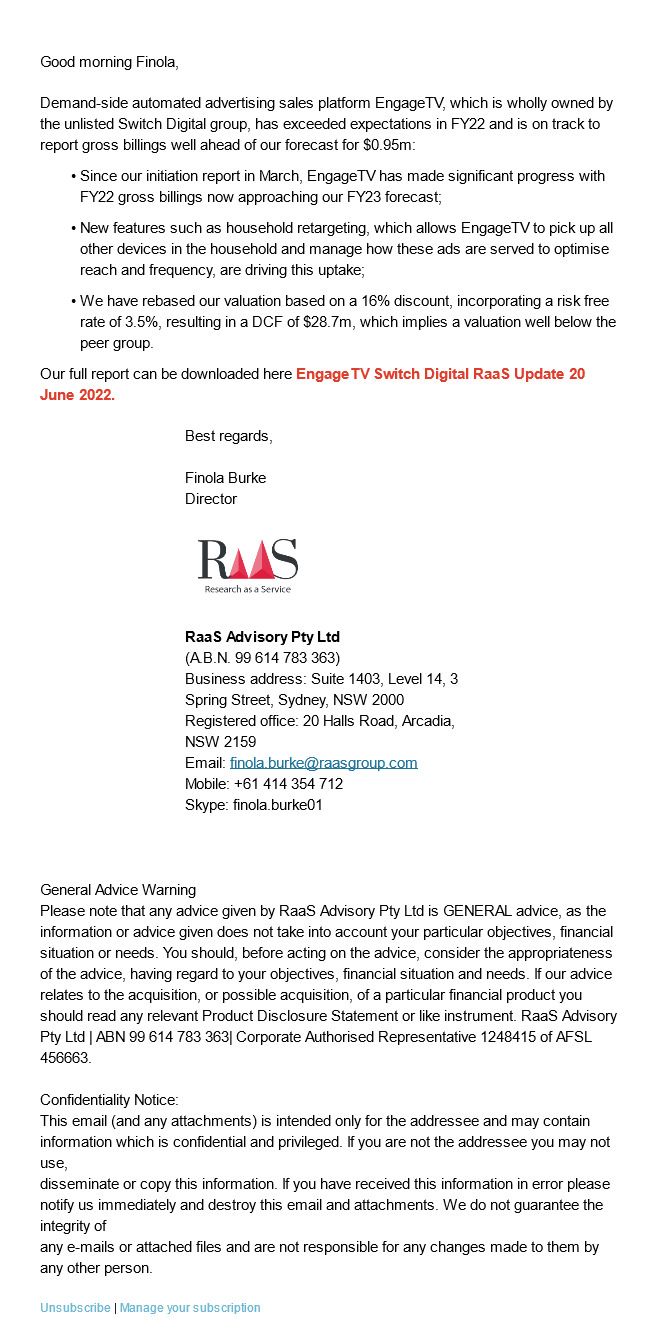 Good morning Finola,
Demand-side automated advertising sales platform EngageTV, which is wholly owned by
the unlisted Switch Digital group, has exceeded expectations in FY22 and is on track to
report gross billings well ahead of our forecast for $0.95m:
• Since our initiation report in March, EngageTV has made significant progress with
FY22 gross billings now approaching our FY23 forecast;
• New features such as household retargeting, which allows EngageTV to pick up all
other devices in the household and manage how these ads are served to optimise
reach and frequency, are driving this uptake;
• We have rebased our valuation based on a 16% discount, incorporating a risk free
rate of 3.5%, resulting in a DCF of $28.7m, which implies a valuation well below the
peer group.
Our full report can be downloaded here EngageTV Switch Digital RaaS Update 20
June 2022.
Best regards,
Finola Burke
Director
RaaS
Research as a Service
RaaS Advisory Pty Ltd
(A.B.N. 99 614 783 363)
Business address: Suite 1403, Level 14, 3
Spring Street, Sydney, NSW 2000
Registered office: 20 Halls Road, Arcadia,
NSW 2159
Email: finola.burke@raasgroup.com
Mobile: +61 414 354 712
Skype: finola.burke01
General Advice Warning
Please note that any advice given by RaaS Advisory Pty Ltd is GENERAL advice, as the
information or advice given does not take into account your particular objectives, financial
situation or needs. You should, before acting on the advice, consider the appropriateness
of the advice, having regard to your objectives, financial situation and needs. If our advice
relates to the acquisition, or possible acquisition, of a particular financial product you
should read any relevant Product Disclosure Statement or like instrument. RaaS Advisory
Pty Ltd | ABN 99 614 783 363| Corporate Authorised Representative 1248415 of AFSL
456663.
Confidentiality Notice:
This email (and any attachments) is intended only for the addressee and may contain
information which is confidential and privileged. If you are not the addressee you may not
use,
disseminate or copy this information. If you have received this information in error please
notify us immediately and destroy this email and attachments. We do not guarantee the
integrity of
any e-mails or attached files and are not responsible for any changes made to them by
any other person.
Unsubscribe | Manage your subscription